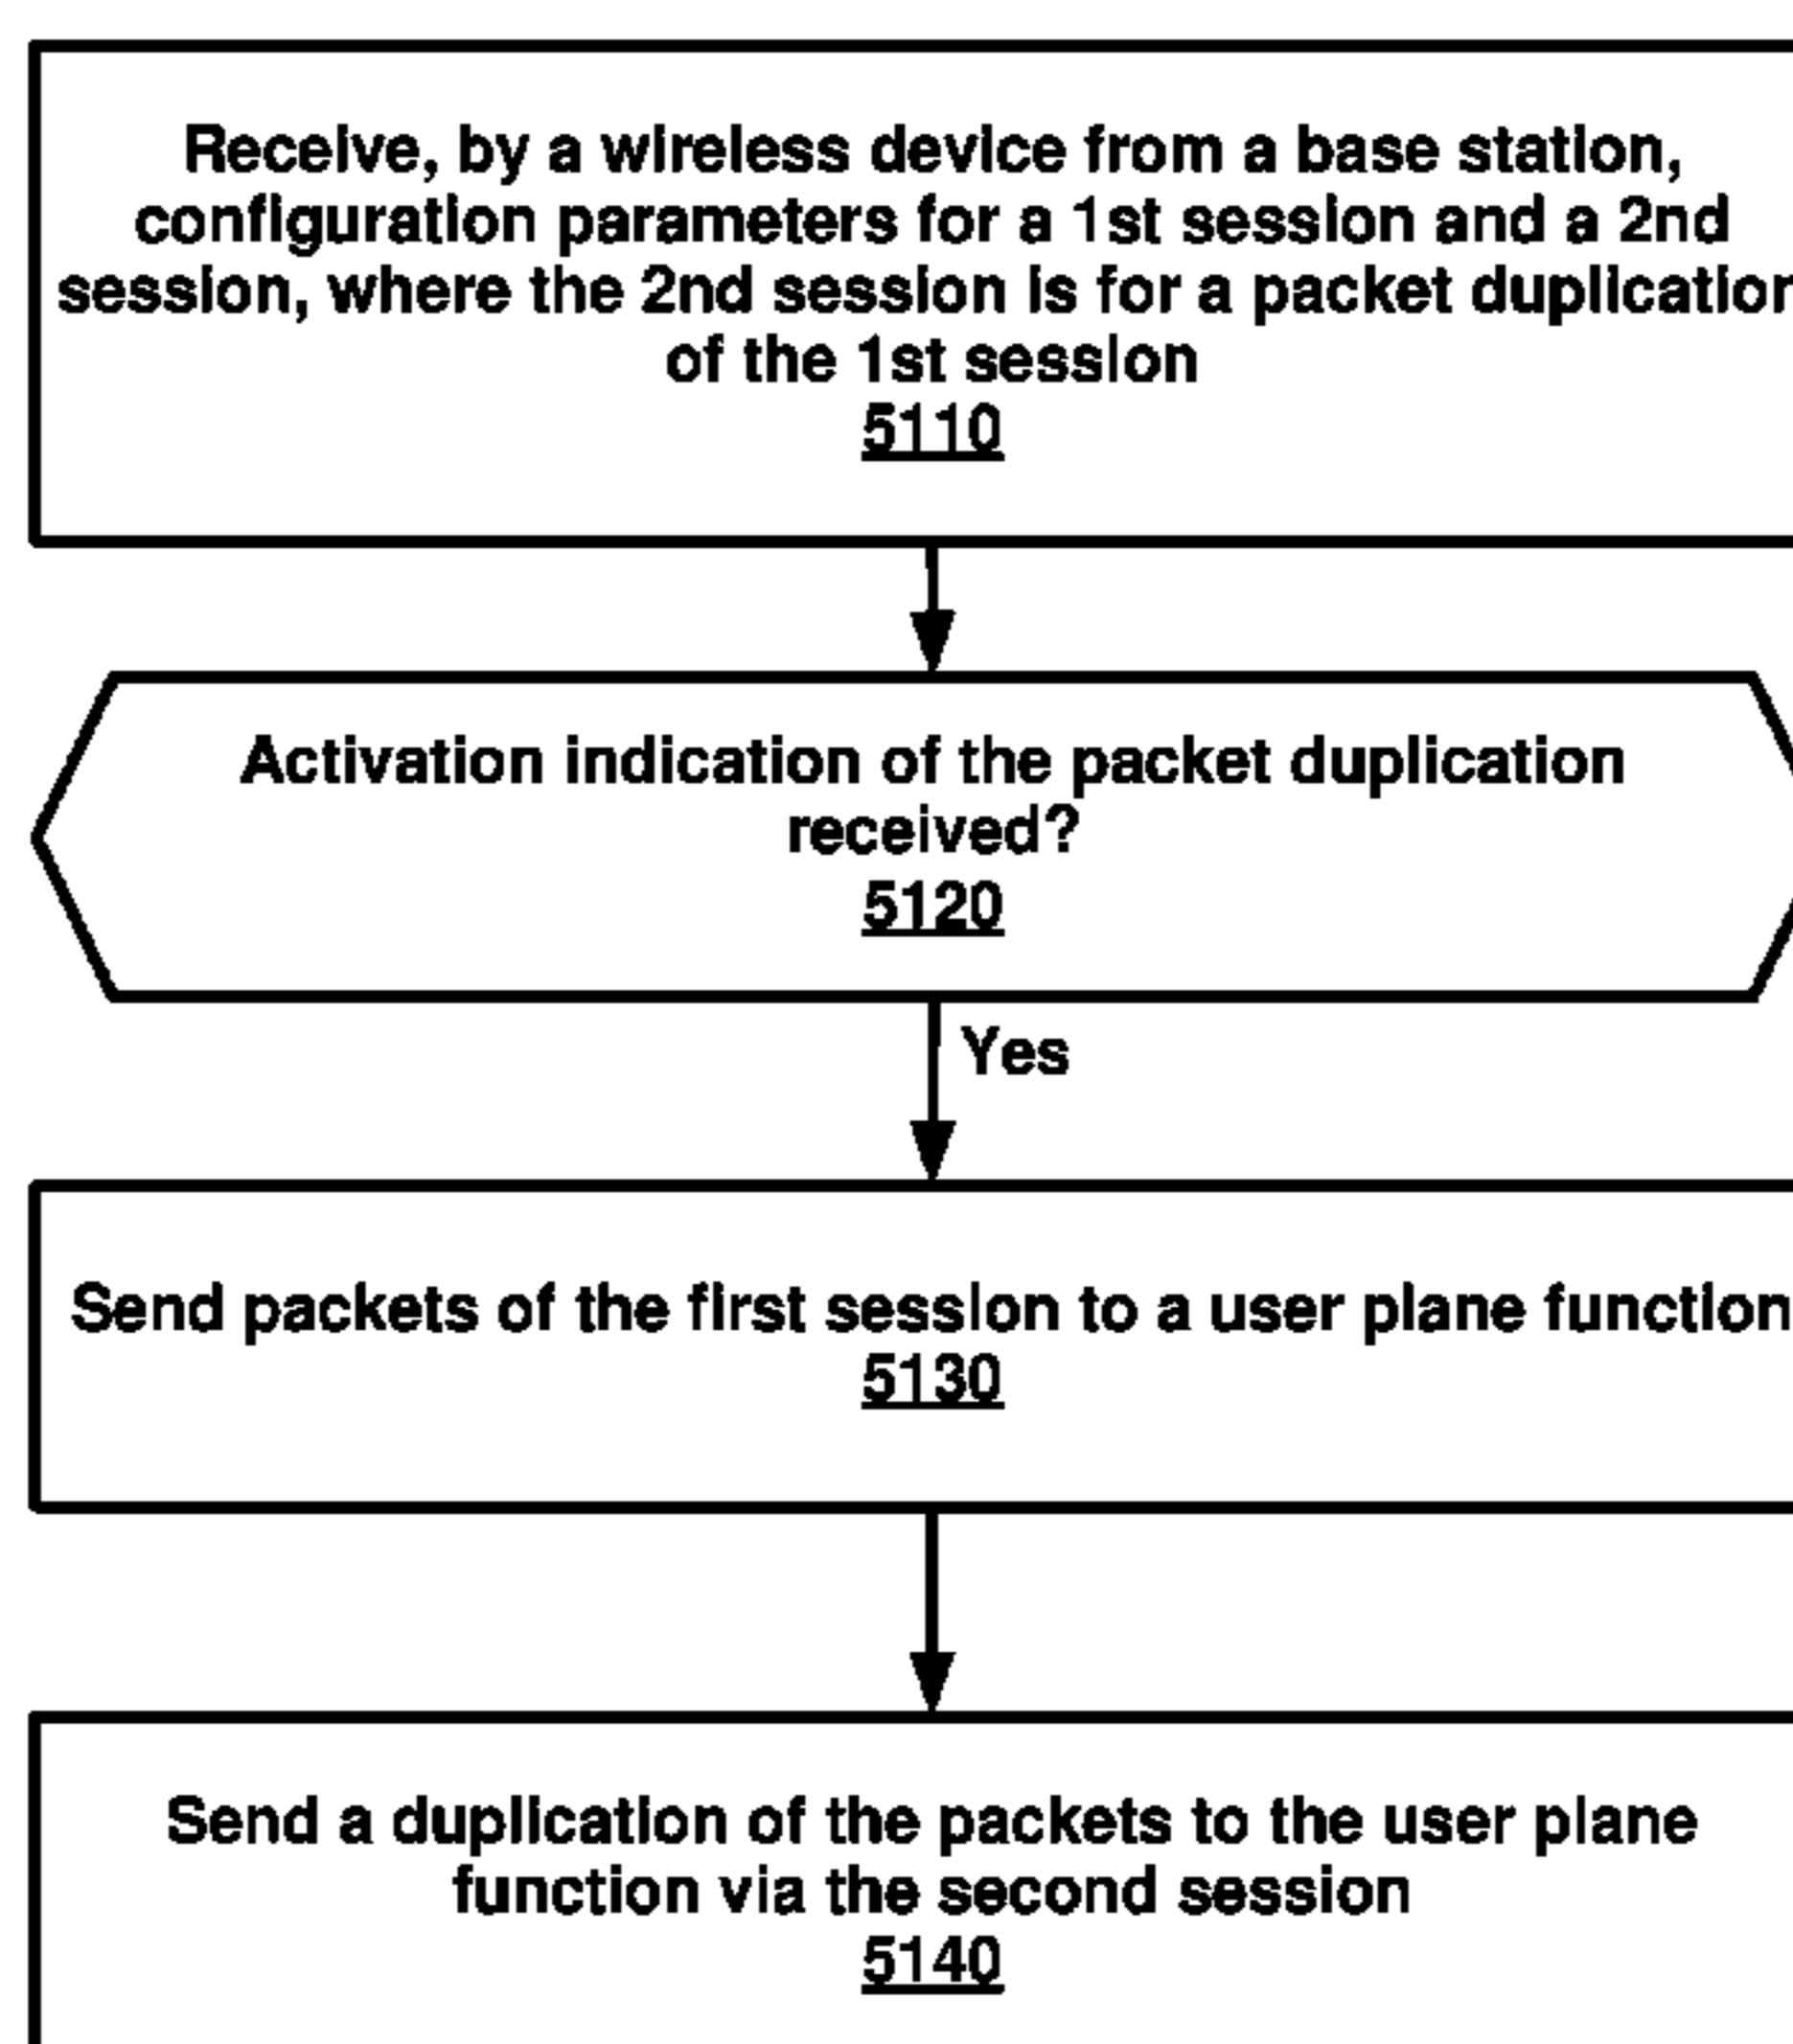 Receive, by a wireless device from a base station,
configuration parameters for a 1st session and a 2nd
session, where the 2nd session is for a packet duplication
of the 1st session
5110
Activation indication of the packet duplication
received?
5120
Yes
Send packets of the first session to a user plane function
5130
Send a duplication of the packets to the user plane
function via the second session
5140